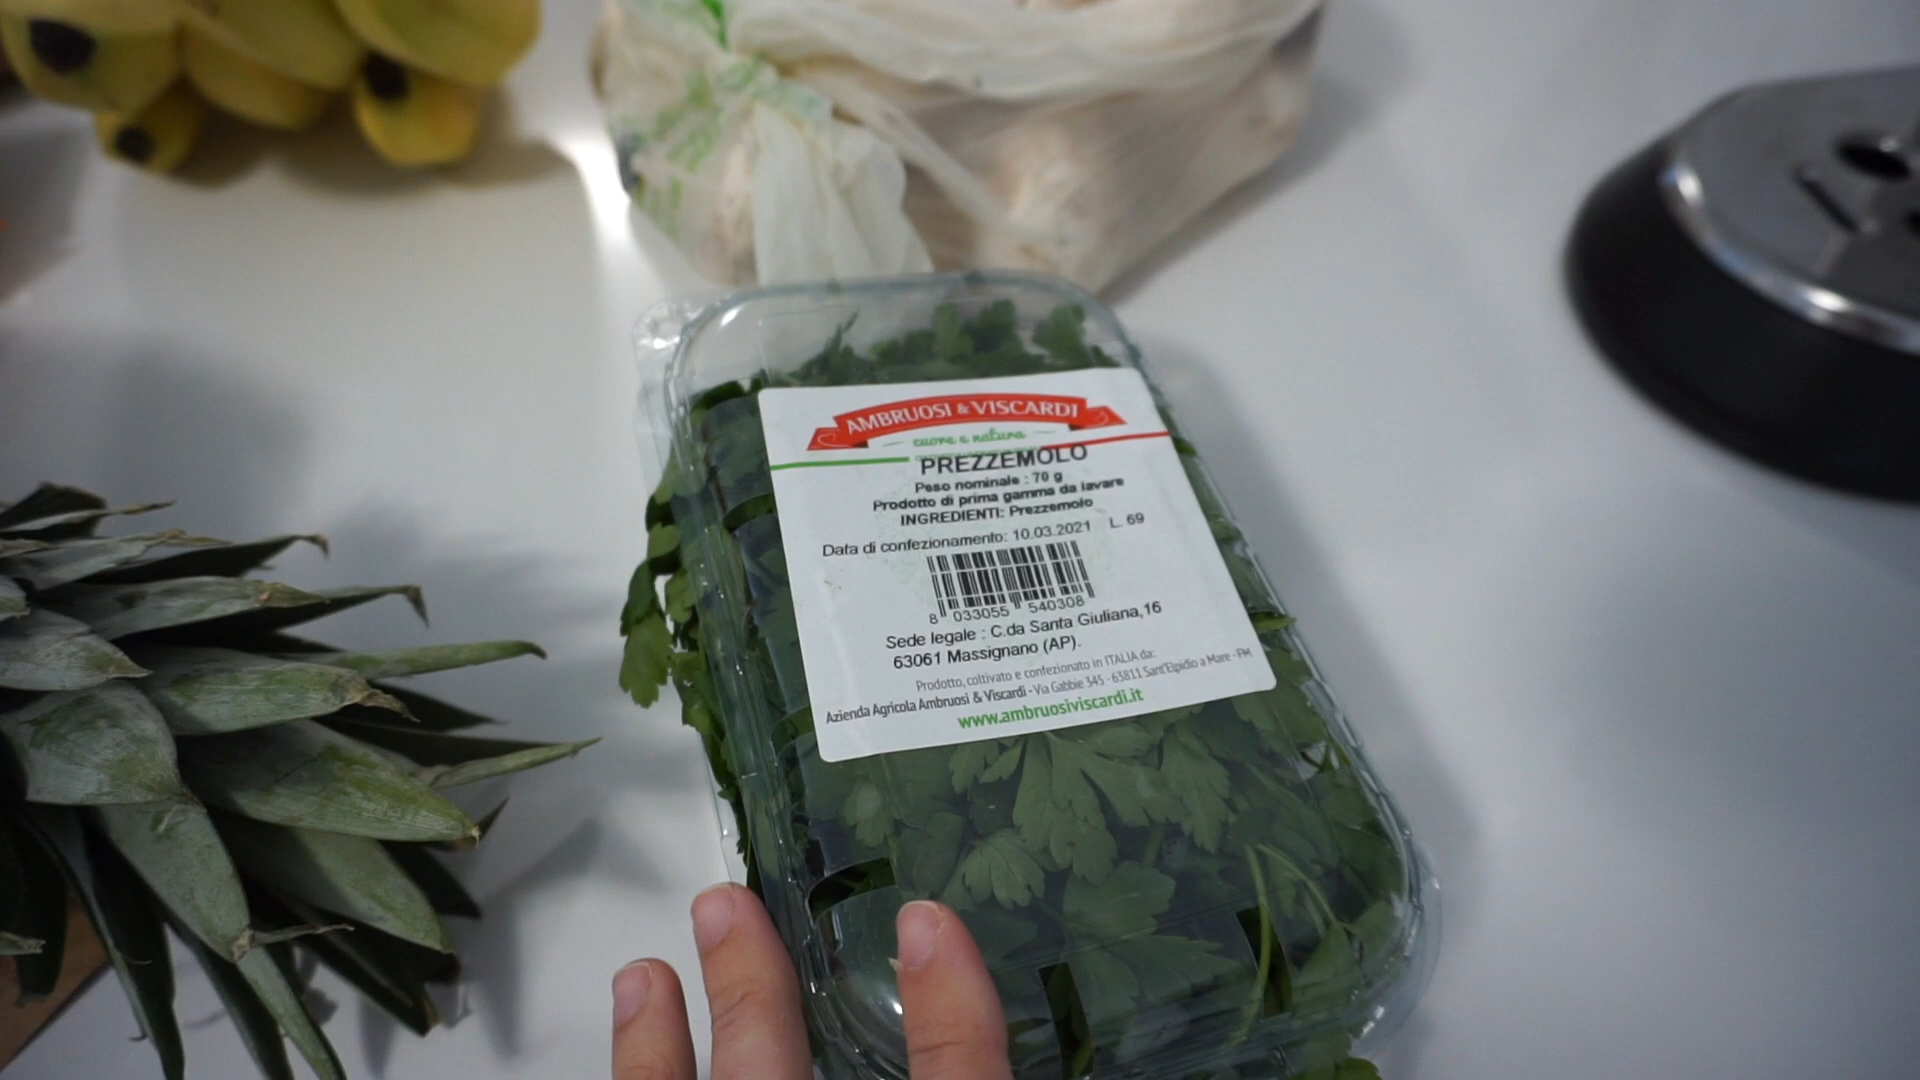 AMBRUOSI & VISCARDI
cuore e natura
PREZZEMOLO
Peso nominale : 70 g
Prodotto di prima gamma da lavare
INGREDIENTI: Prezzemolo
Data di confezionamento: 10.03.2021 L. 69
8 033055 540308
Sede legale : C.da Santa Giuliana,16
63061 Massignano (AP).
Prodotto, coltivato e confezionato in ITALIA da:
Azienda Agricola Ambruosi & Viscardi - Via Gabbie 345 - 63811 Sant'Elpidio a Mare - FM
www.ambruosiviscardi.it